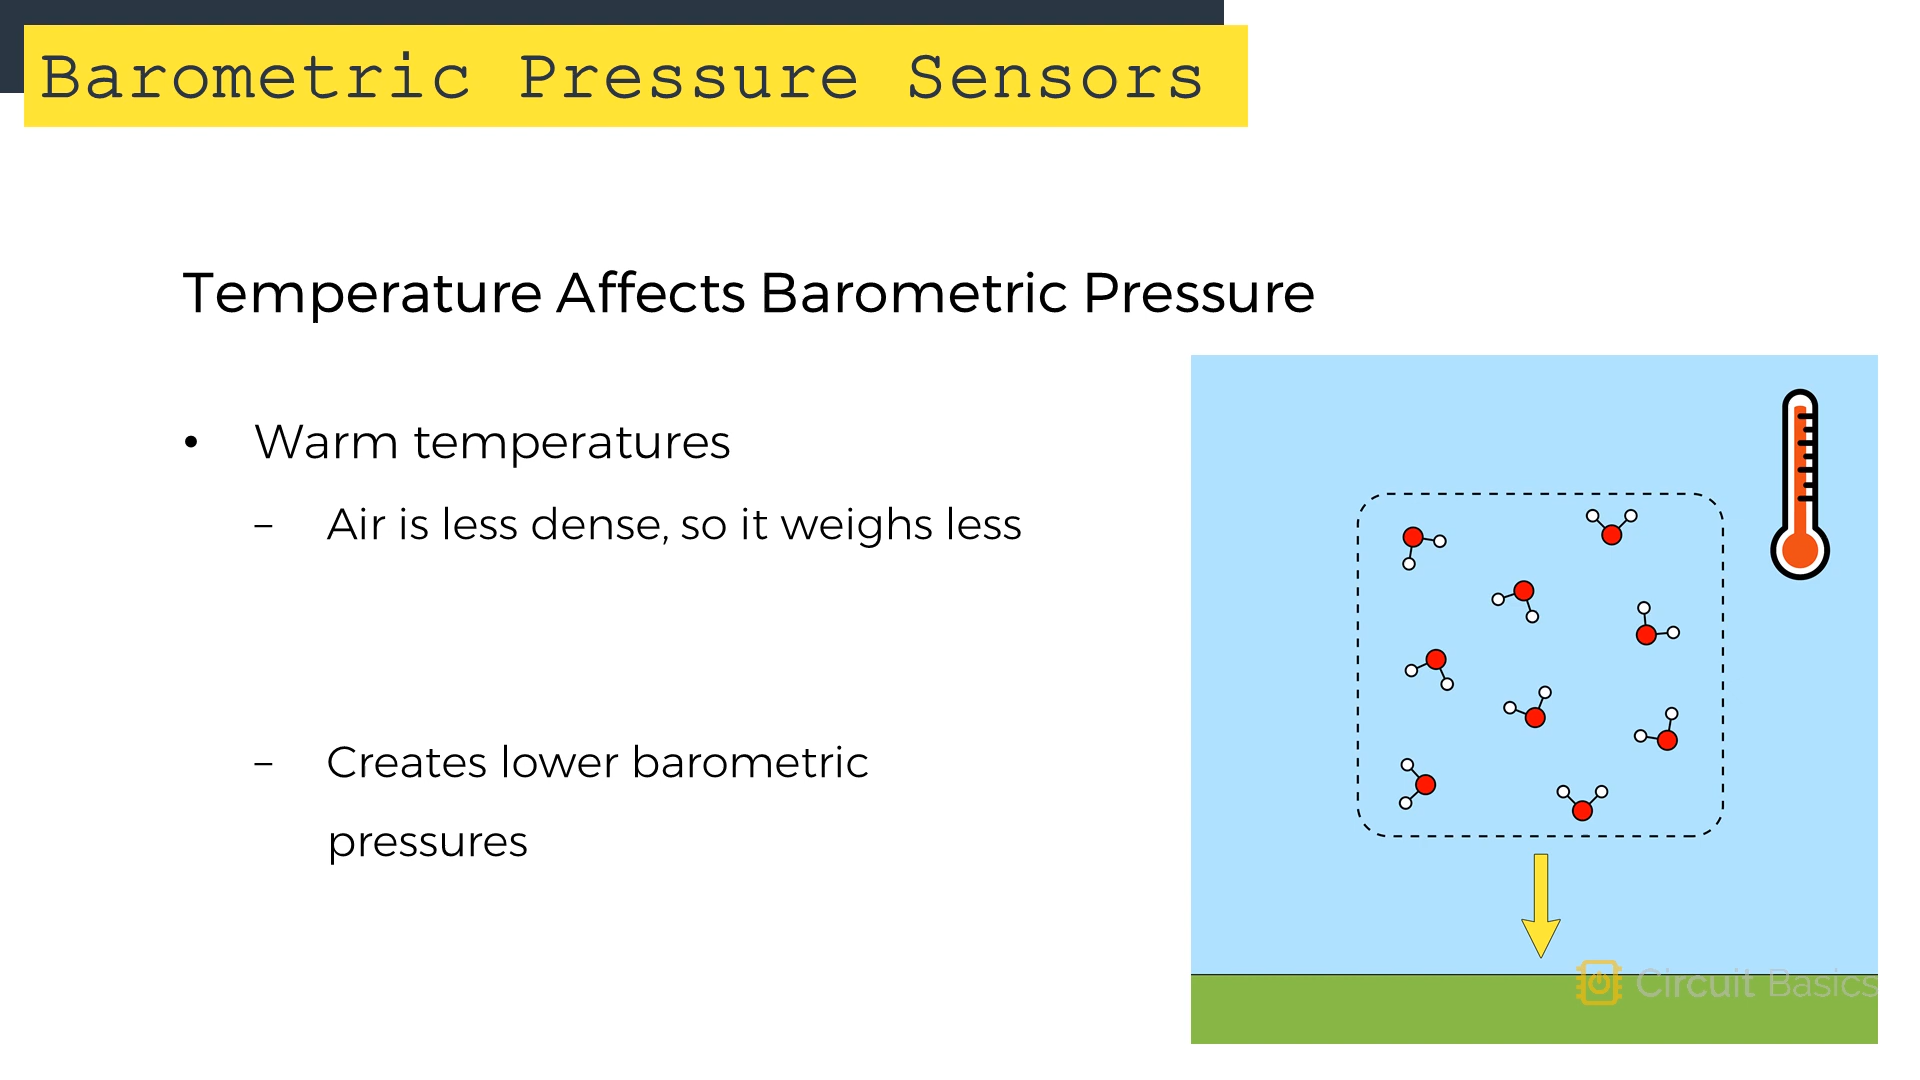 Barometric Pressure Sensors
Temperature Affects Barometric Pressure
• Warm temperatures
– Air is less dense, so it weighs less
– Creates lower barometric
pressures
Circuit Basics